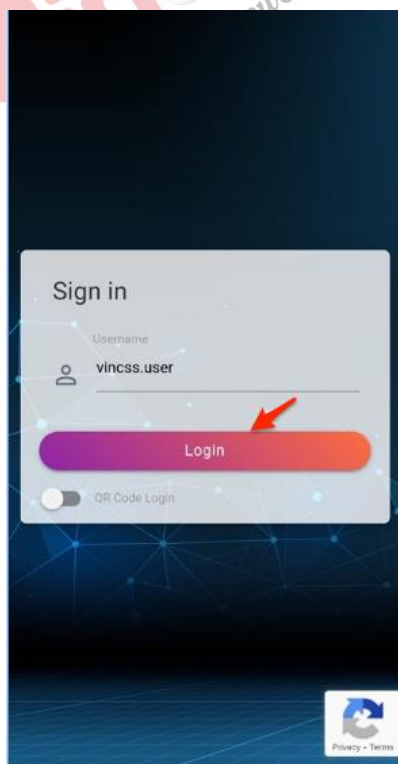 Sign in
Username
vincss.user
Login
QR Code Login
Privacy - Terms